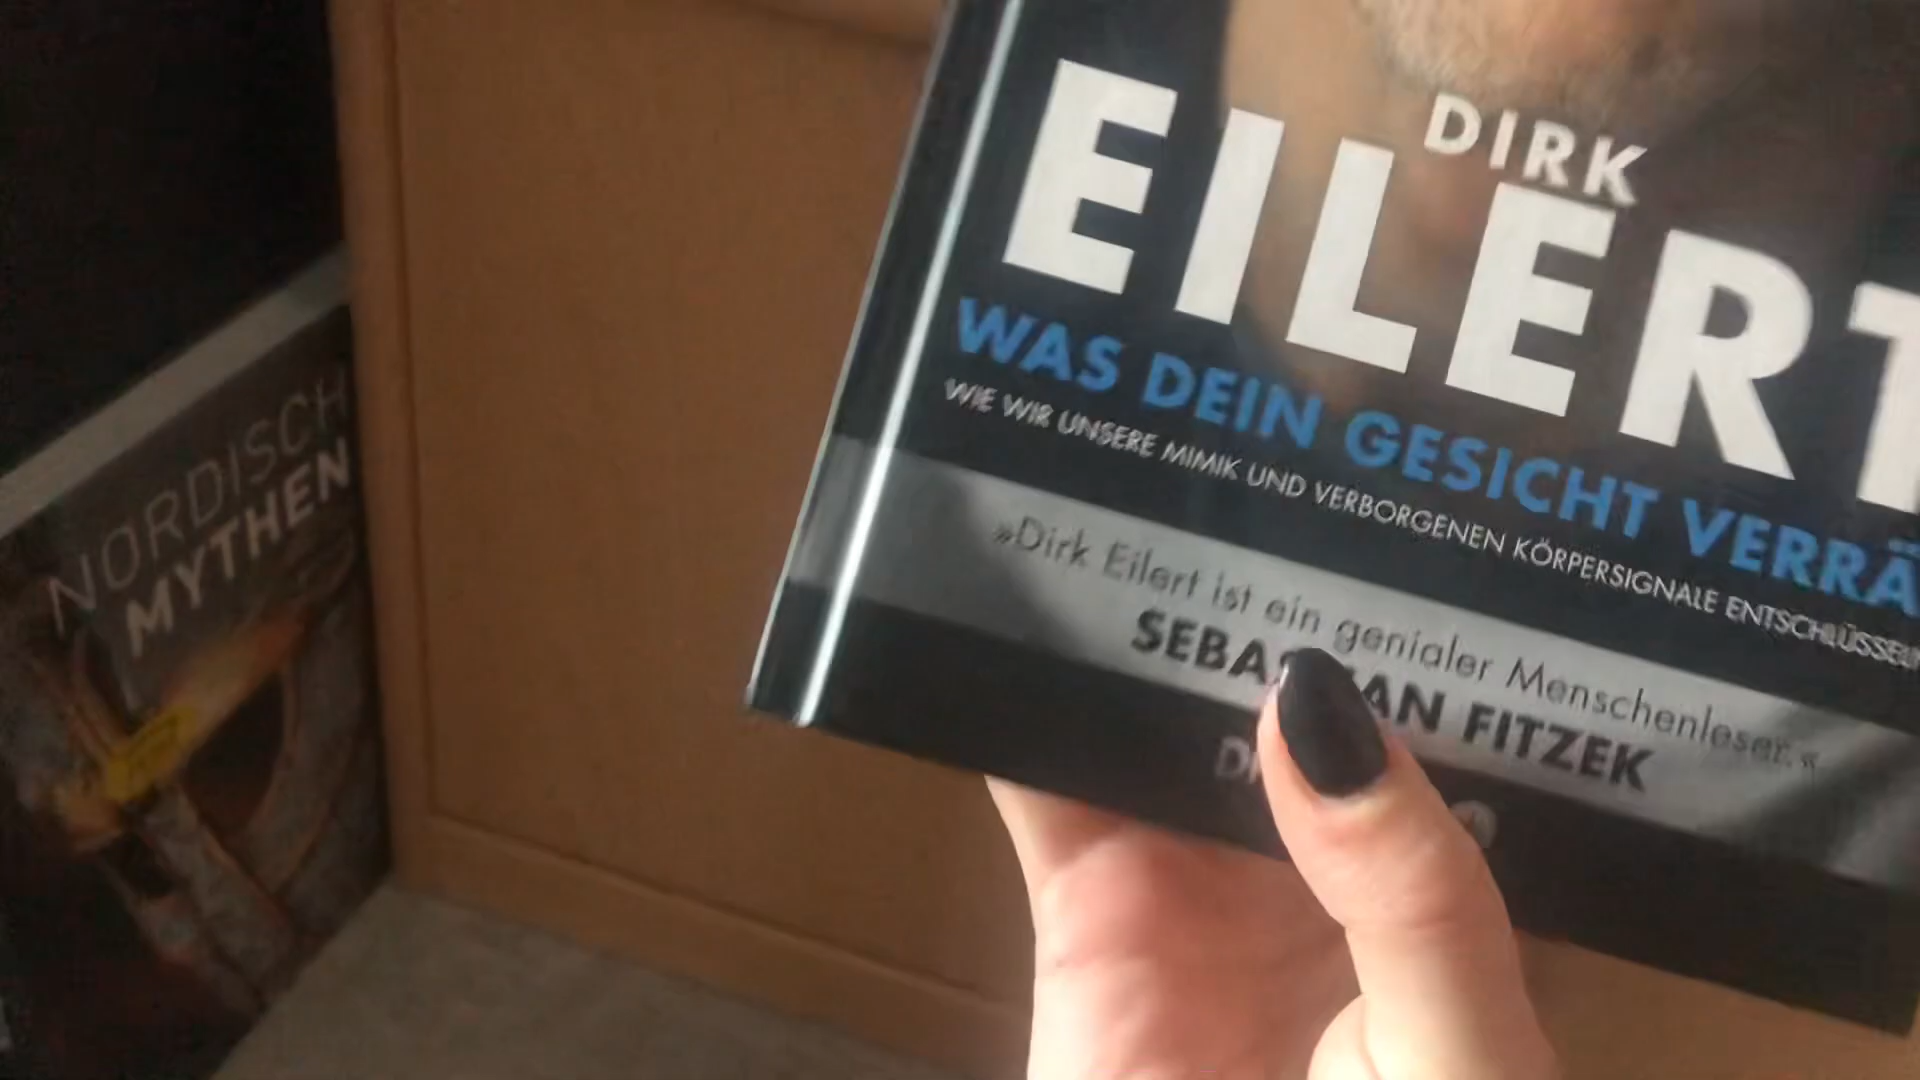 DIRK
EILERT
WAS DEIN GESICHT VERRÄ
WIE WIR UNSERE MIMIK UND VERBORGENEN KÖRPERSIGNALE ENTSCHLÜSSELN
»Dirk Eilert ist ein genialer Menschenleser.«
FITZEK
NORDISCH
MYTHEN